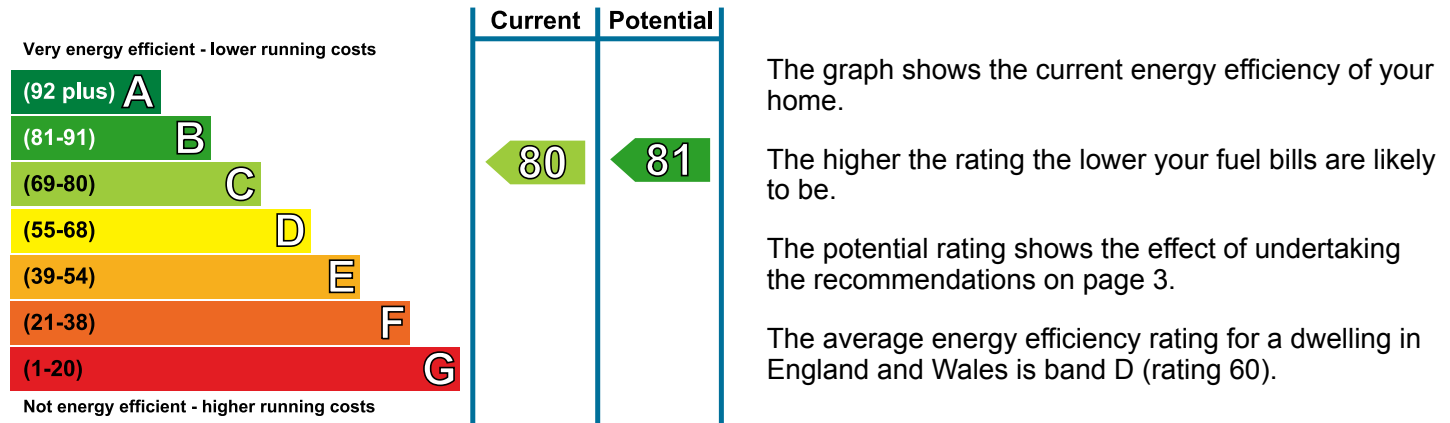 Current Potential
Very energy efficient - lower running costs
(92 plus) A
(81-91) B
(69-80) C
(55-68) D
(39-54) E
(21-38) F
(1-20) G
Not energy efficient - higher running costs
80 81
The graph shows the current energy efficiency of your
home.
The higher the rating the lower your fuel bills are likely
to be.
The potential rating shows the effect of undertaking
the recommendations on page 3.
The average energy efficiency rating for a dwelling in
England and Wales is band D (rating 60).